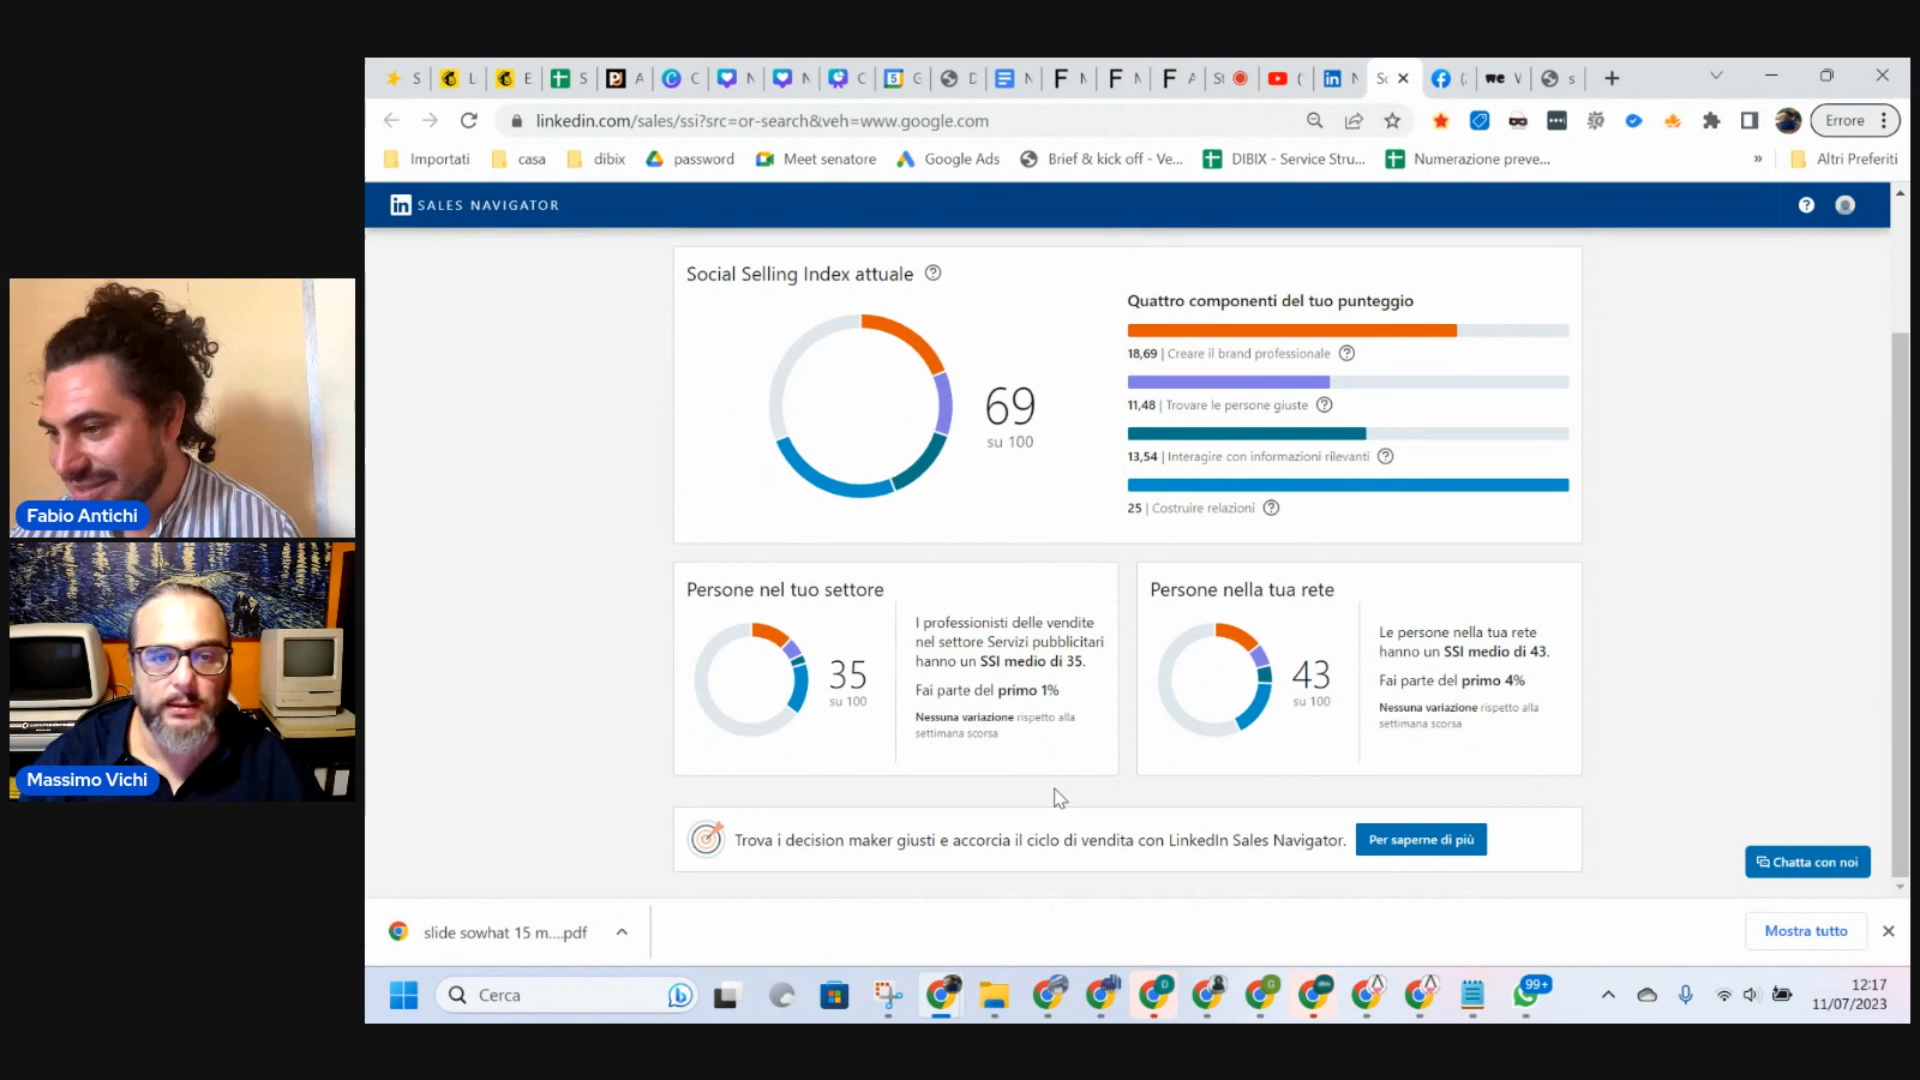 S L E S A C N N C G D N F N F N F A St ( N Sc ( V s
linkedin.com/sales/ssi?src=or-search&veh=www.google.com
Errore
Importati casa dibix password Meet senatore Google Ads Brief & kick off - Ve... DIBIX - Service Stru... Numerazione preve... » Altri Preferiti
in SALES NAVIGATOR
Social Selling Index attuale
69
su 100
Quattro componenti del tuo punteggio
18,69 | Creare il brand professionale
11,48 | Trovare le persone giuste
13,54 | Interagire con informazioni rilevanti
25 | Costruire relazioni
Persone nel tuo settore
35
su 100
I professionisti delle vendite
nel settore Servizi pubblicitari
hanno un SSI medio di 35.
Fai parte del primo 1%
Nessuna variazione rispetto alla
settimana scorsa
Persone nella tua rete
43
su 100
Le persone nella tua rete
hanno un SSI medio di 43.
Fai parte del primo 4%
Nessuna variazione rispetto alla
settimana scorsa
Trova i decision maker giusti e accorcia il ciclo di vendita con LinkedIn Sales Navigator.
Per saperne di più
Chatta con noi
Fabio Antichi
Massimo Vichi
slide sowhat 15 m....pdf
Mostra tutto
Cerca
99+
12:17
11/07/2023